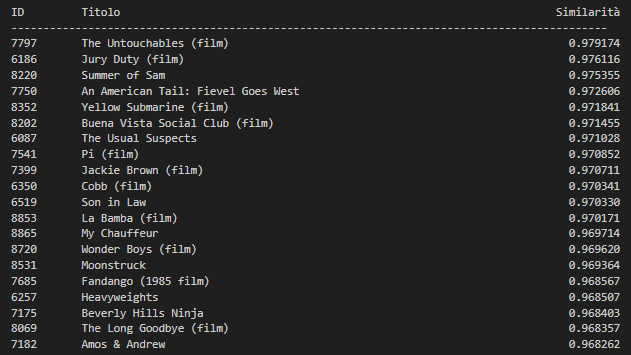 ID Titolo Similarità
--------------------------------------------------------------------------------
7797 The Untouchables (film) 0.979174
6186 Jury Duty (film) 0.976116
8220 Summer of Sam 0.975355
7750 An American Tail: Fievel Goes West 0.972606
8352 Yellow Submarine (film) 0.971841
8202 Buena Vista Social Club (film) 0.971455
6087 The Usual Suspects 0.971028
7541 Pi (film) 0.970852
7399 Jackie Brown (film) 0.970711
6350 Cobb (film) 0.970341
6519 Son in Law 0.970330
8853 La Bamba (film) 0.970171
8865 My Chauffeur 0.969714
8720 Wonder Boys (film) 0.969620
8531 Moonstruck 0.969364
7685 Fandango (1985 film) 0.968567
6257 Heavyweights 0.968507
7175 Beverly Hills Ninja 0.968403
8069 The Long Goodbye (film) 0.968357
7182 Amos & Andrew 0.968262